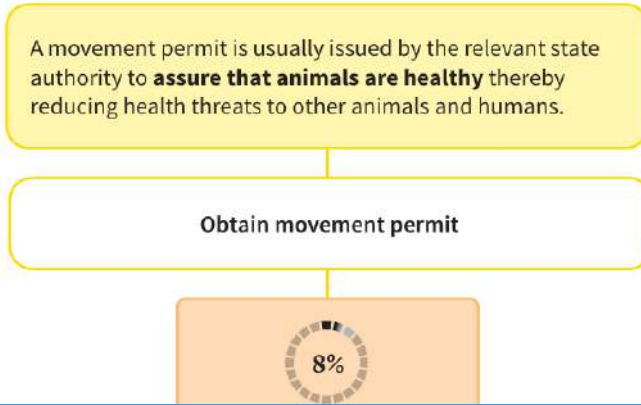 A movement permit is usually issued by the relevant state
authority to assure that animals are healthy thereby
reducing health threats to other animals and humans.
Obtain movement permit
8%